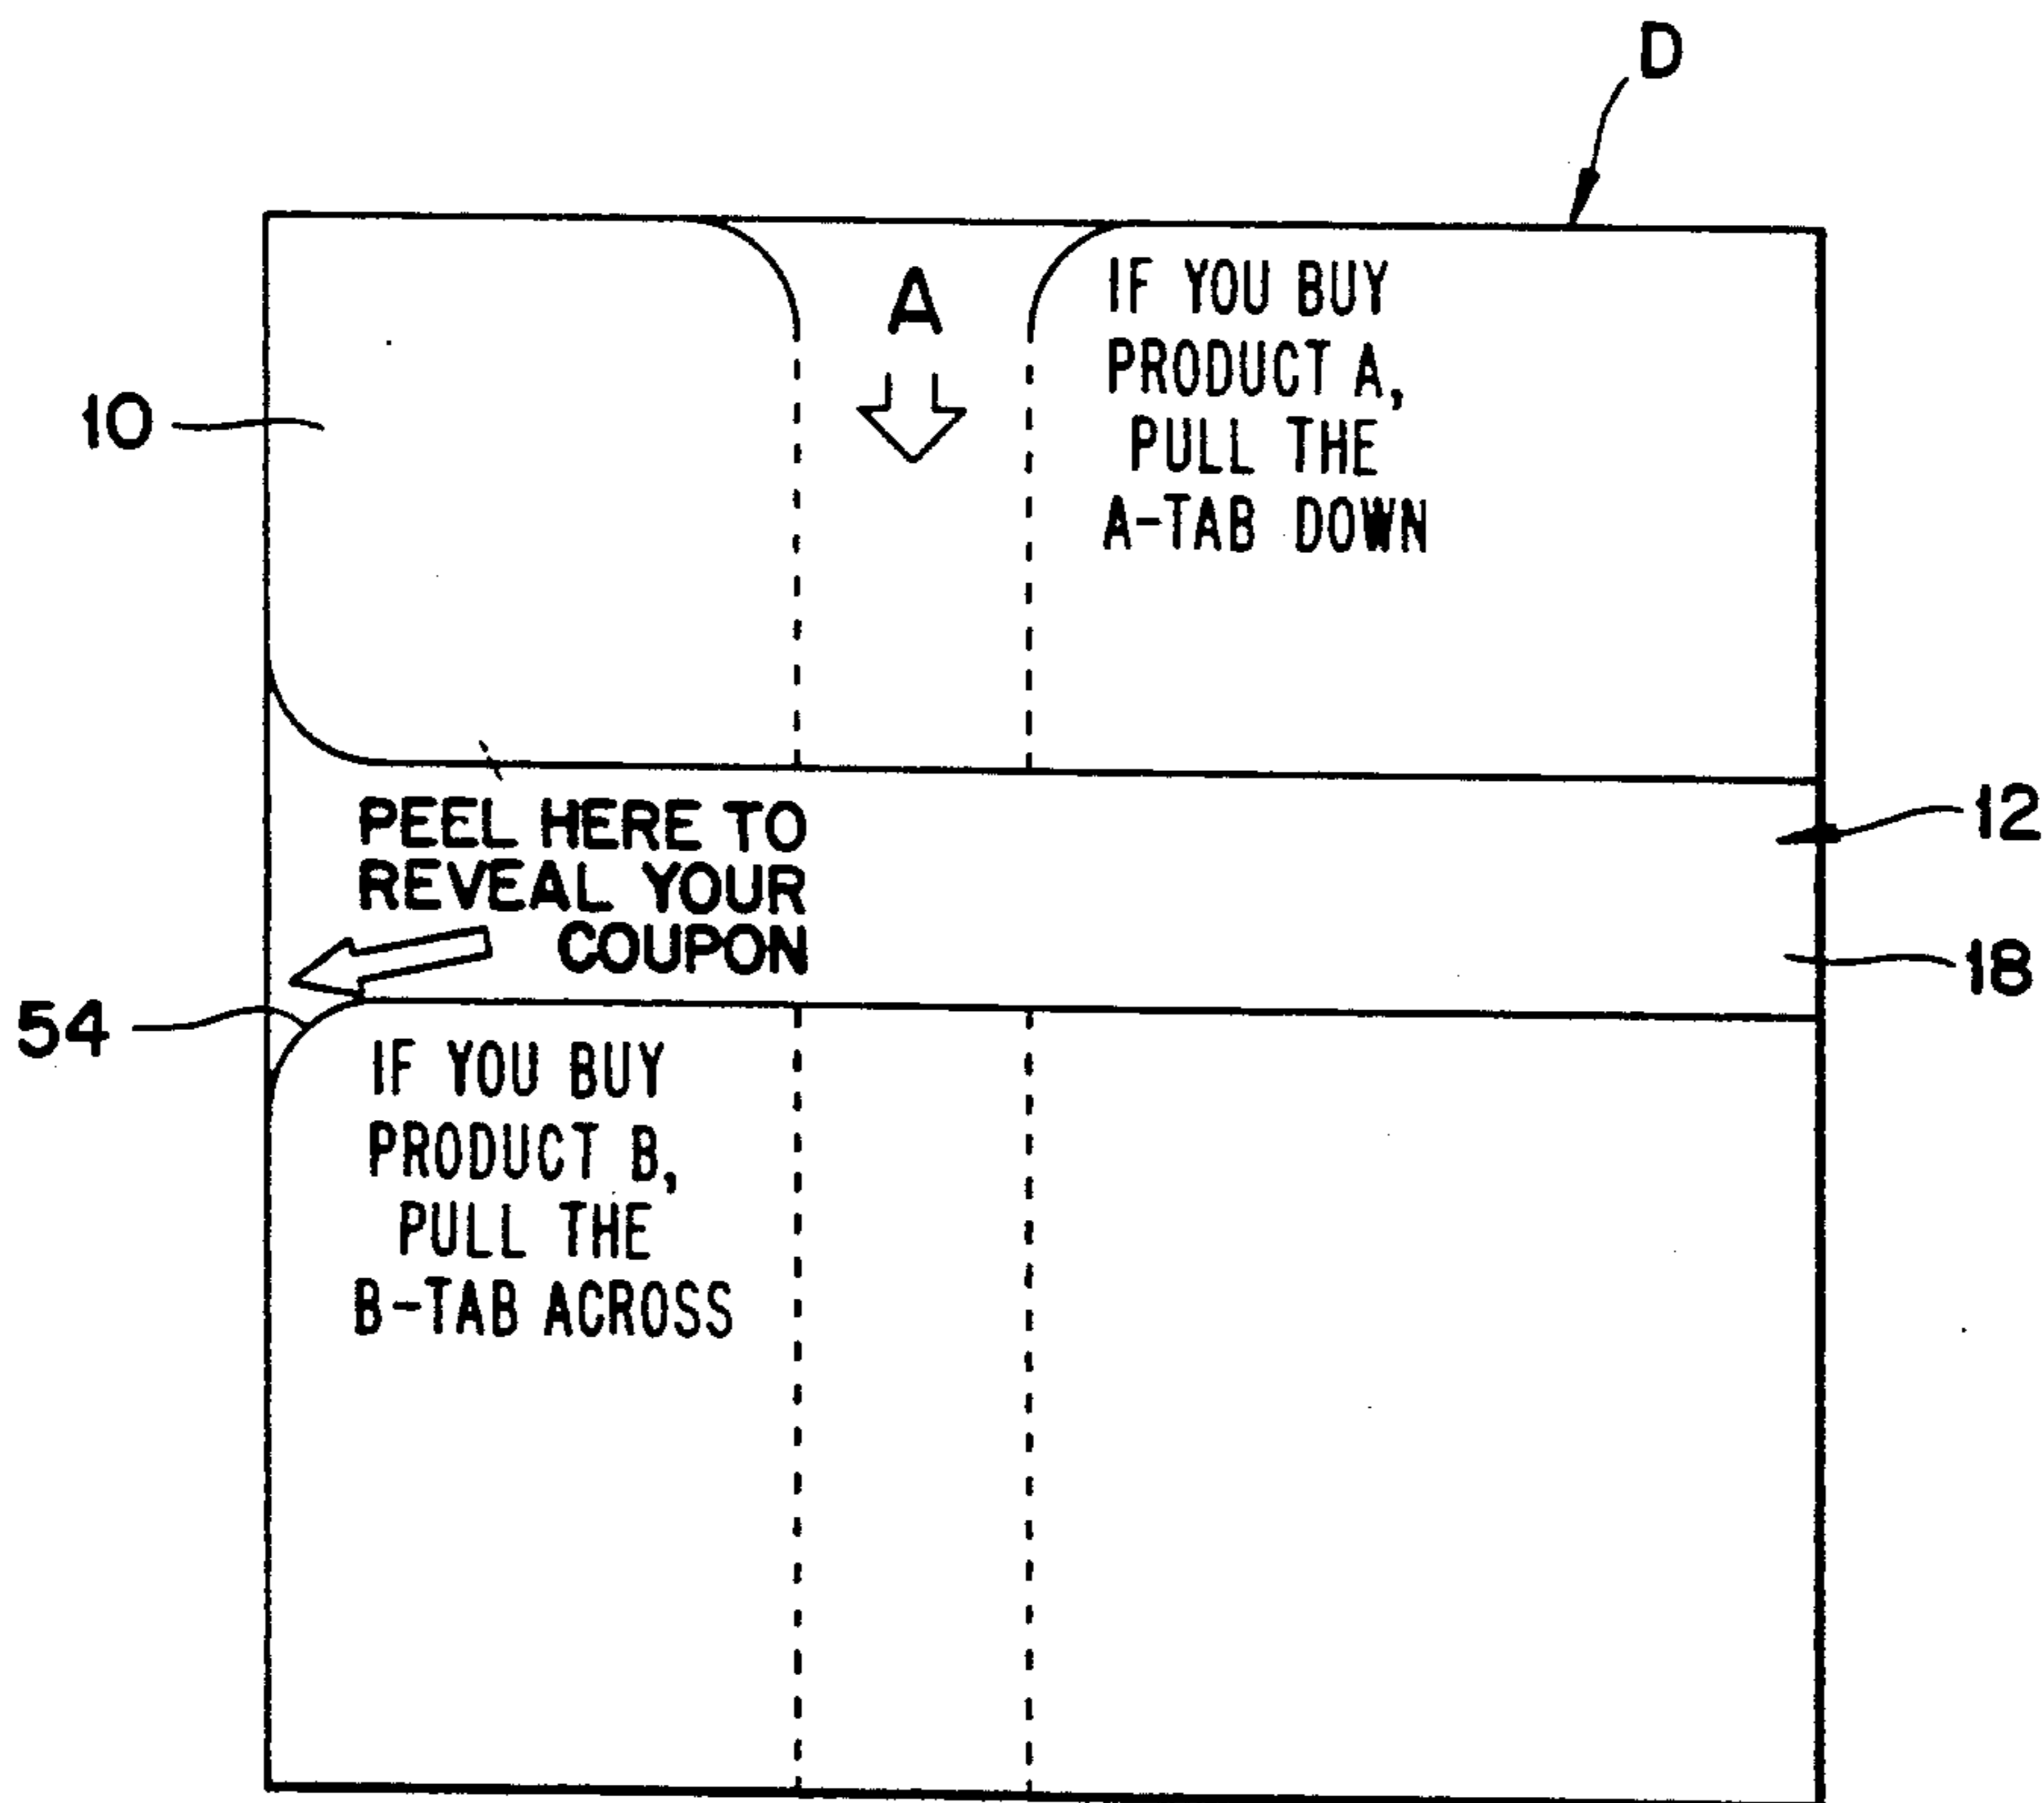 D
A
IF YOU BUY
PRODUCT A,
PULL THE
A-TAB DOWN
10
PEEL HERE TO
REVEAL YOUR
COUPON
12
18
54
IF YOU BUY
PRODUCT B,
PULL THE
B-TAB ACROSS